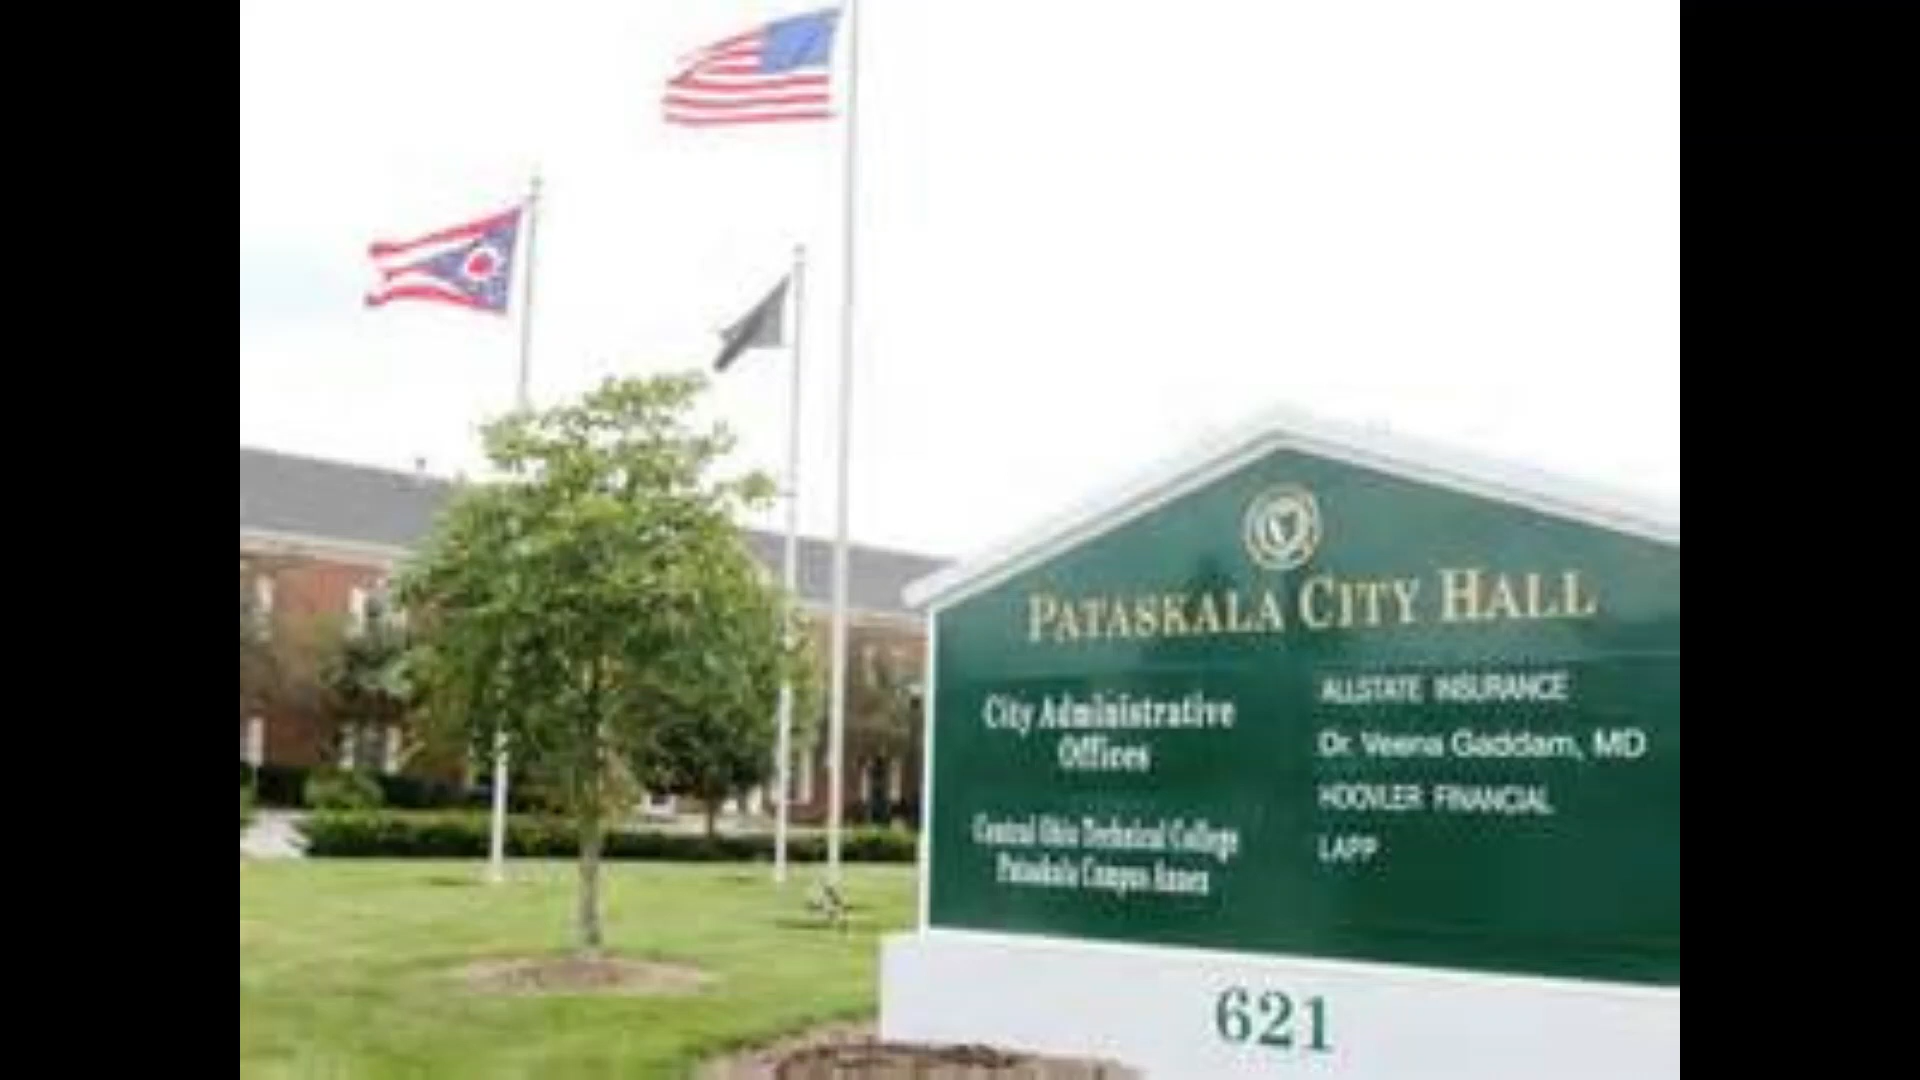 PATASKALA CITY HALL
City Administrative
Offices
Central Ohio Technical College
Pataskala Campus Annex
ALLSTATE INSURANCE
Dr. Veena Gaddam, MD
HOOVLER FINANCIAL
LAPP
621